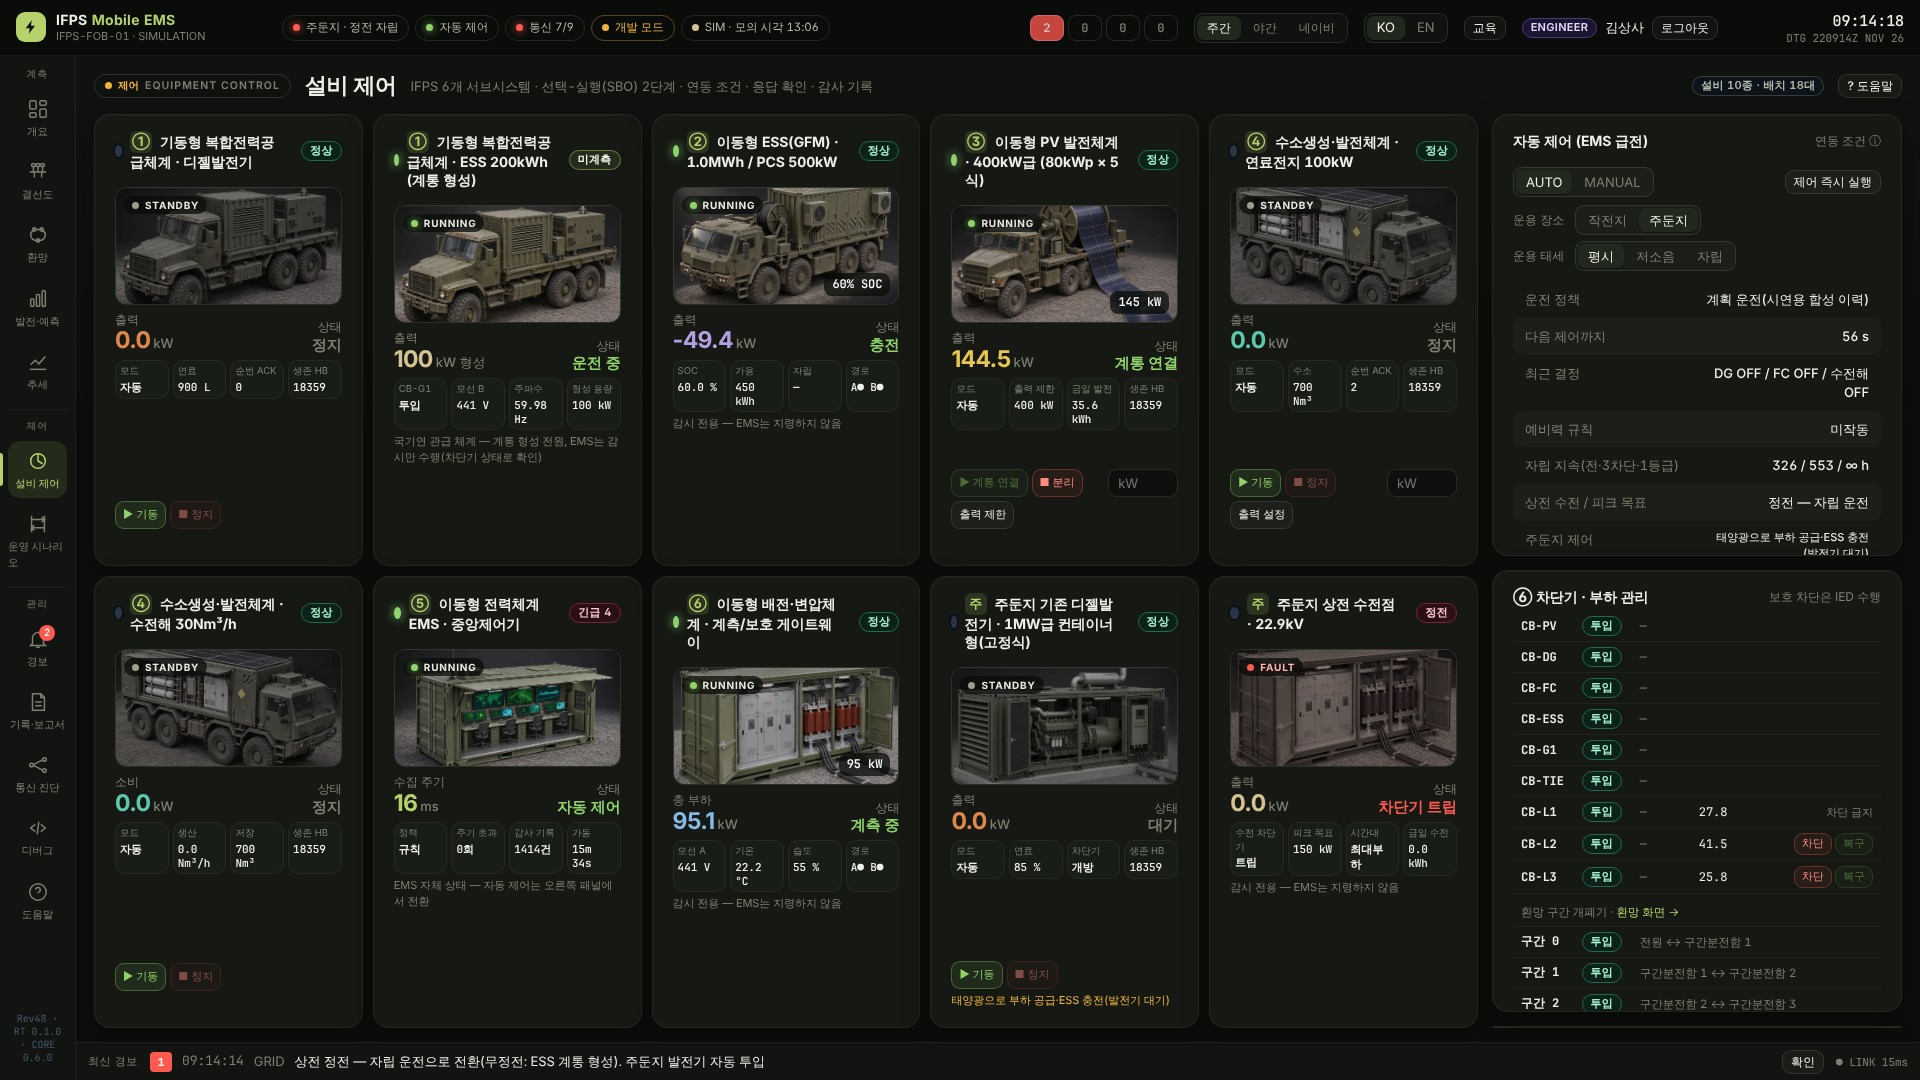 IFPS Mobile EMS
IFPS-FOB-01 · SIMULATION
주둔지 · 정전 자립
자동 제어
통신 7/9
개발 모드
SIM · 모의 시각 13:06
2 0 0 0
주간 야간 네이비
KO EN
교육
ENGINEER 김상사 로그아웃
09:14:18
DTG 220914Z NOV 26
계측
개요
결선도
환망
발전·예측
추세
제어
설비 제어
운영 시나리오
관리
2
경보
기록·보고서
통신 진단
디버그
도움말
Rev48 ·
RT 0.1.0
· CORE
0.6.0
제어 EQUIPMENT CONTROL
설비 제어
IFPS 6개 서브시스템 · 선택-실행(SBO) 2단계 · 연동 조건 · 응답 확인 · 감사 기록
설비 10종 · 배치 18대
? 도움말
① 기동형 복합전력공
급체계 · 디젤발전기
정상
STANDBY
출력
0.0 kW
상태
정지
모드 자동
연료 900 L
순번 ACK 0
생존 HB 18359
▶ 기동 ■ 정지
① 기동형 복합전력공
급체계 · ESS 200kWh
(계통 형성)
미계측
RUNNING
출력
100 kW 형성
상태
운전 중
CB-G1 투입
모선 B 441 V
주파수 59.98 Hz
형성 용량 100 kW
국기연 관급 체계 — 계통 형성 전원, EMS는 감
시만 수행(차단기 상태로 확인)
② 이동형 ESS(GFM) ·
1.0MWh / PCS 500kW
정상
RUNNING
60% SOC
출력
-49.4 kW
상태
충전
SOC 60.0 %
가용 450 kWh
자립 —
경로 A● B●
감시 전용 — EMS는 지령하지 않음
③ 이동형 PV 발전체계
· 400kW급 (80kWp × 5
식)
정상
RUNNING
145 kW
출력
144.5 kW
상태
계통 연결
모드 자동
출력 제한 400 kW
금일 발전 35.6 kWh
생존 HB 18359
▶ 계통 연결 ■ 분리 kW
출력 제한
④ 수소생성·발전체계 ·
연료전지 100kW
정상
STANDBY
출력
0.0 kW
상태
정지
모드 자동
수소 700 Nm³
순번 ACK 2
생존 HB 18359
▶ 기동 ■ 정지 kW
출력 설정
④ 수소생성·발전체계 ·
수전해 30Nm³/h
정상
STANDBY
소비
0.0 kW
상태
정지
모드 자동
생산 0.0 Nm³/h
저장 700 Nm³
생존 HB 18359
▶ 기동 ■ 정지
⑤ 이동형 전력체계
EMS · 중앙제어기
긴급 4
RUNNING
수집 주기
16 ms
상태
자동 제어
정책 규칙
주기 초과 0회
감사 기록 1414건
가동 15m 34s
EMS 자체 상태 — 자동 제어는 오른쪽 패널에
서 전환
⑥ 이동형 배전·변압체
계 · 계측/보호 게이트웨
이
정상
RUNNING
95 kW
총 부하
95.1 kW
상태
계측 중
모선 A 441 V
기온 22.2 °C
습도 55 %
경로 A● B●
감시 전용 — EMS는 지령하지 않음
주 주둔지 기존 디젤발
전기 · 1MW급 컨테이너
형(고정식)
정상
STANDBY
출력
0.0 kW
상태
대기
모드 자동
연료 85 %
차단기 개방
생존 HB 18359
▶ 기동 ■ 정지
태양광으로 부하 공급·ESS 충전(발전기 대기)
주 주둔지 상전 수전점
· 22.9kV
정전
FAULT
출력
0.0 kW
상태
차단기 트립
수전 차단기 트립
피크 목표 150 kW
시간대 최대부하
금일 수전 0.0 kWh
감시 전용 — EMS는 지령하지 않음
자동 제어 (EMS 급전)
연동 조건 ⓘ
AUTO MANUAL
제어 즉시 실행
운용 장소 작전지 주둔지
운용 태세 평시 저소음 자립
운전 정책 계획 운전(시연용 합성 이력)
다음 제어까지 56 s
최근 결정 DG OFF / FC OFF / 수전해
OFF
예비력 규칙 미작동
자립 지속(전·3차단·1등급) 326 / 553 / ∞ h
상전 수전 / 피크 목표 정전 — 자립 운전
주둔지 제어 태양광으로 부하 공급·ESS 충전
(발전기 대기)
⑥ 차단기 · 부하 관리
보호 차단은 IED 수행
CB-PV 투입 —
CB-DG 투입 —
CB-FC 투입 —
CB-ESS 투입 —
CB-G1 투입 —
CB-TIE 투입 —
CB-L1 투입 — 27.8 차단 금지
CB-L2 투입 — 41.5 차단 복구
CB-L3 투입 — 25.8 차단 복구
환망 구간 개폐기 · 환망 화면 →
구간 0 투입 전원 ↔ 구간분전함 1
구간 1 투입 구간분전함 1 ↔ 구간분전함 2
구간 2 투입 구간분전함 2 ↔ 구간분전함 3
최신 경보 1 09:14:14 GRID 상전 정전 — 자립 운전으로 전환(무정전: ESS 계통 형성). 주둔지 발전기 자동 투입
확인
LINK 15ms